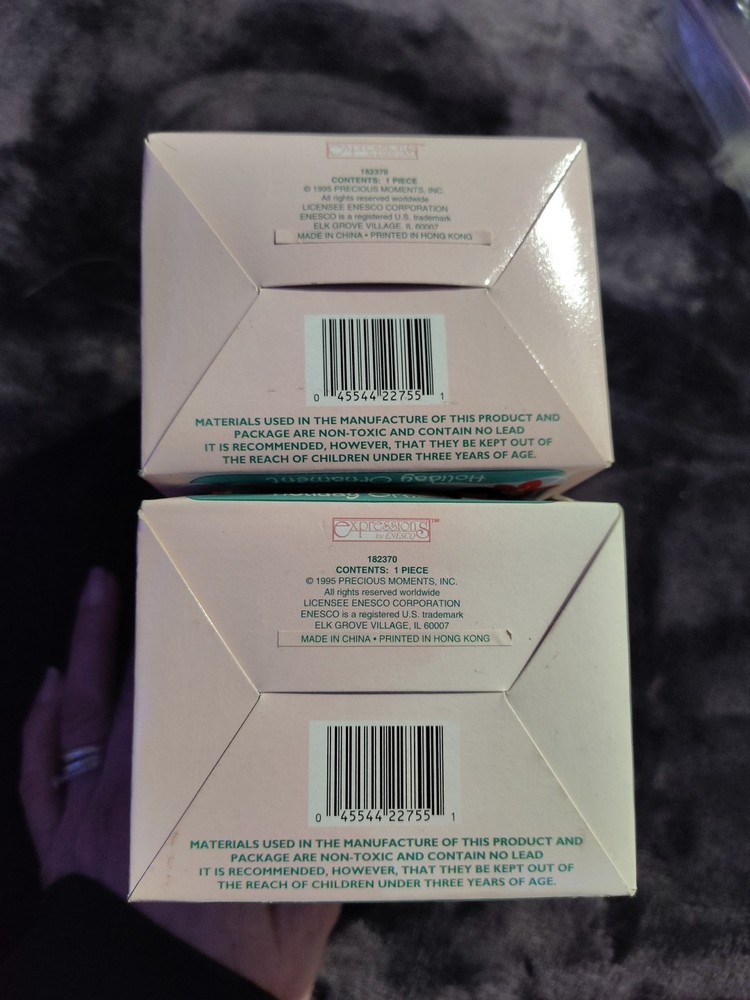 expressions
by ENESCO
182370
CONTENTS: 1 PIECE
© 1995 PRECIOUS MOMENTS, INC.
All rights reserved worldwide
LICENSEE ENESCO CORPORATION
ENESCO is a registered U.S. trademark
ELK GROVE VILLAGE, IL 60007
MADE IN CHINA • PRINTED IN HONG KONG
0 45544 22755 1
MATERIALS USED IN THE MANUFACTURE OF THIS PRODUCT AND
PACKAGE ARE NON-TOXIC AND CONTAIN NO LEAD
IT IS RECOMMENDED, HOWEVER, THAT THEY BE KEPT OUT OF
THE REACH OF CHILDREN UNDER THREE YEARS OF AGE.
Holiday Ornament
Holiday
expressions™
by ENESCO
182370
CONTENTS: 1 PIECE
© 1995 PRECIOUS MOMENTS, INC.
All rights reserved worldwide
LICENSEE ENESCO CORPORATION
ENESCO is a registered U.S. trademark
ELK GROVE VILLAGE, IL 60007
MADE IN CHINA • PRINTED IN HONG KONG
0 45544 22755 1
MATERIALS USED IN THE MANUFACTURE OF THIS PRODUCT AND
PACKAGE ARE NON-TOXIC AND CONTAIN NO LEAD
IT IS RECOMMENDED, HOWEVER, THAT THEY BE KEPT OUT OF
THE REACH OF CHILDREN UNDER THREE YEARS OF AGE.